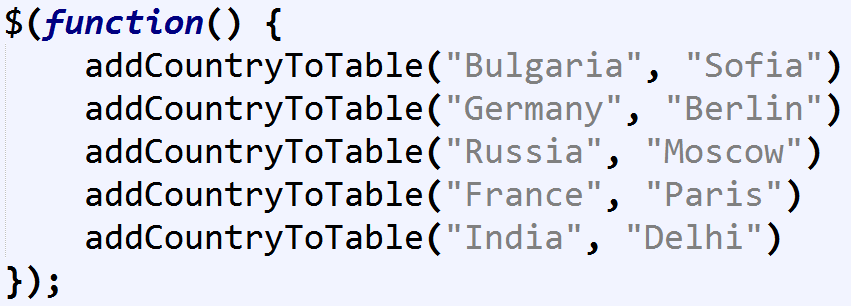 $(function() {
    addCountryToTable("Bulgaria", "Sofia")
    addCountryToTable("Germany", "Berlin")
    addCountryToTable("Russia", "Moscow")
    addCountryToTable("France", "Paris")
    addCountryToTable("India", "Delhi")
});